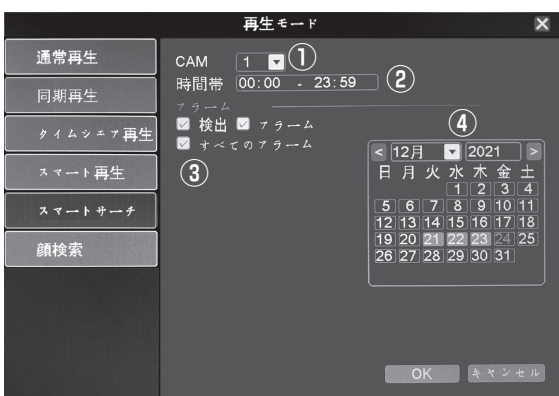 再生モード
通常再生
同期再生
タイムシェア再生
スマート再生
スマートサーチ
顔検索
CAM 1 ①
時間帯 00:00 - 23:59 ②
アラーム
検出 アラーム
すべてのアラーム
③
④
< 12月 2021 >
日 月 火 水 木 金 土
1 2 3 4
5 6 7 8 9 10 11
12 13 14 15 16 17 18
19 20 21 22 23 24 25
26 27 28 29 30 31
OK キャンセル